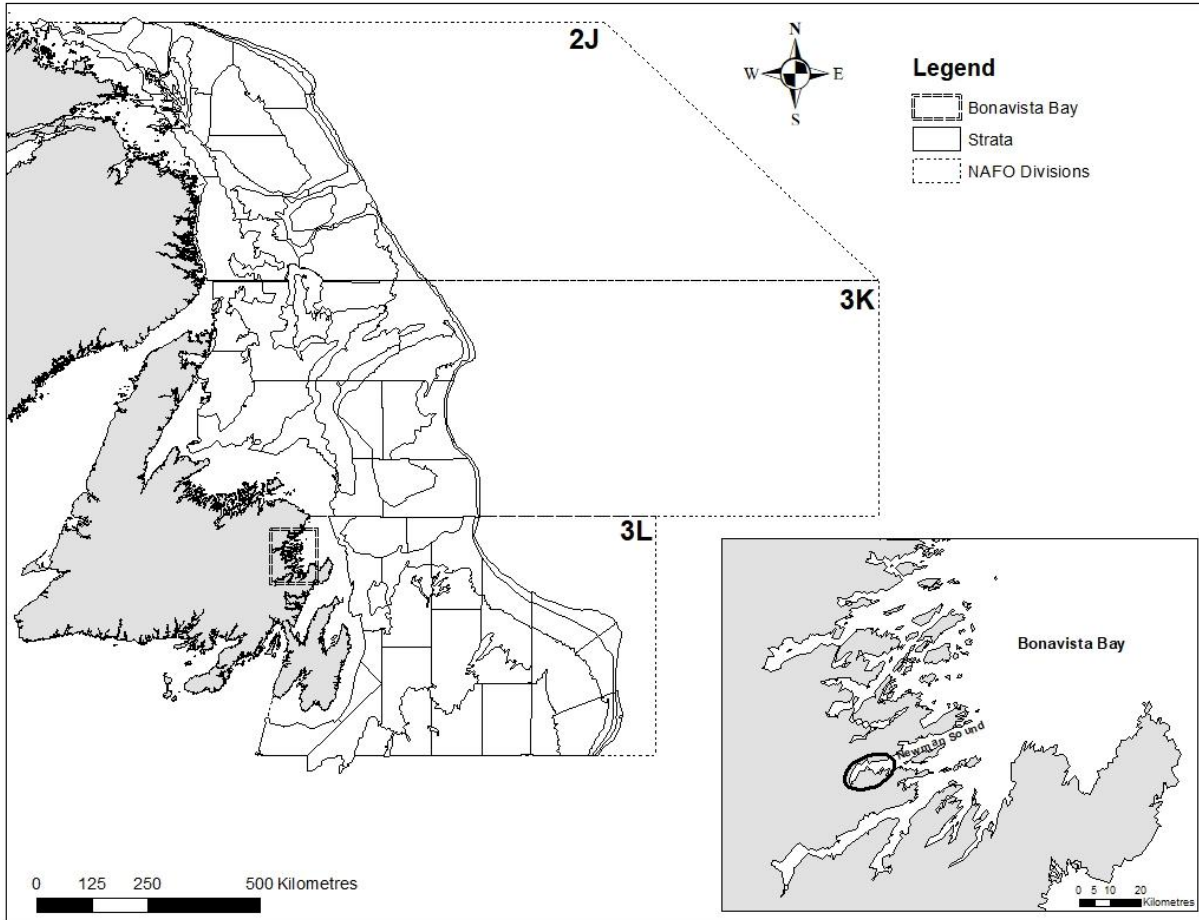 2J
N
W E
S
Legend
Bonavista Bay
Strata
NAFO Divisions
3K
3L
Bonavista Bay
Newman Sound
0 125 250 500 Kilometres
0 5 10 20
Kilometres